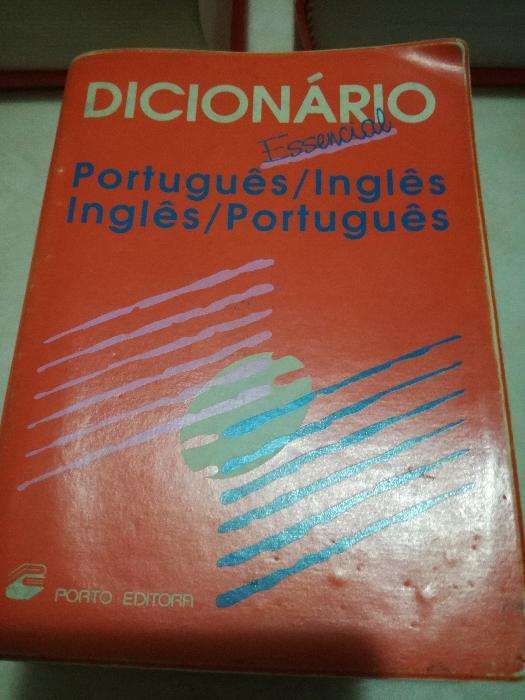 DICIONÁRIO
Essencial
Português/Inglês
Inglês/Português
PORTO EDITORA